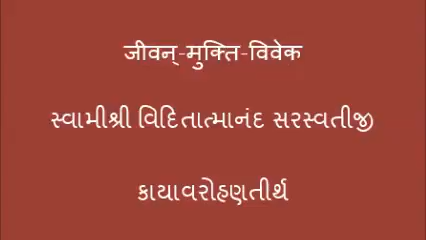 जीवन्-मुक्ति-विवेक
સ્વામીશ્રી વિદિતાત્માનંદ સરસ્વતીજી
કાયાવરોહણતીર્થ